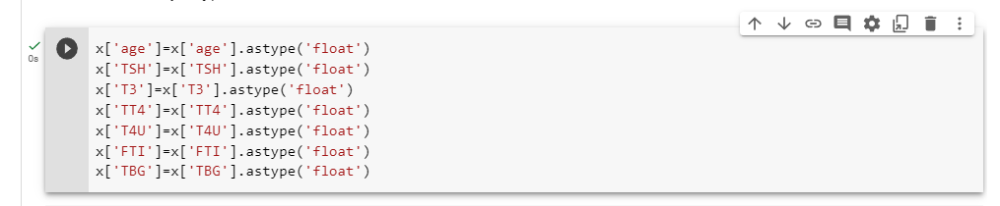 x['age']=x['age'].astype('float')
0s
x['TSH']=x['TSH'].astype('float')
x['T3']=x['T3'].astype('float')
x['TT4']=x['TT4'].astype('float')
x['T4U']=x['T4U'].astype('float')
x['FTI']=x['FTI'].astype('float')
x['TBG']=x['TBG'].astype('float')